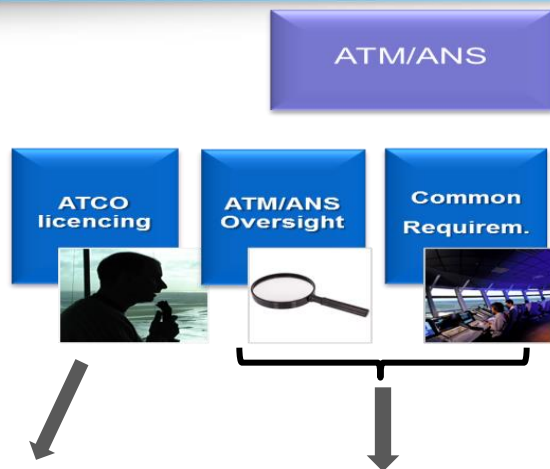 ATM/ANS
ATCO
licencing
ATM/ANS
Oversight
Common
Requirem.